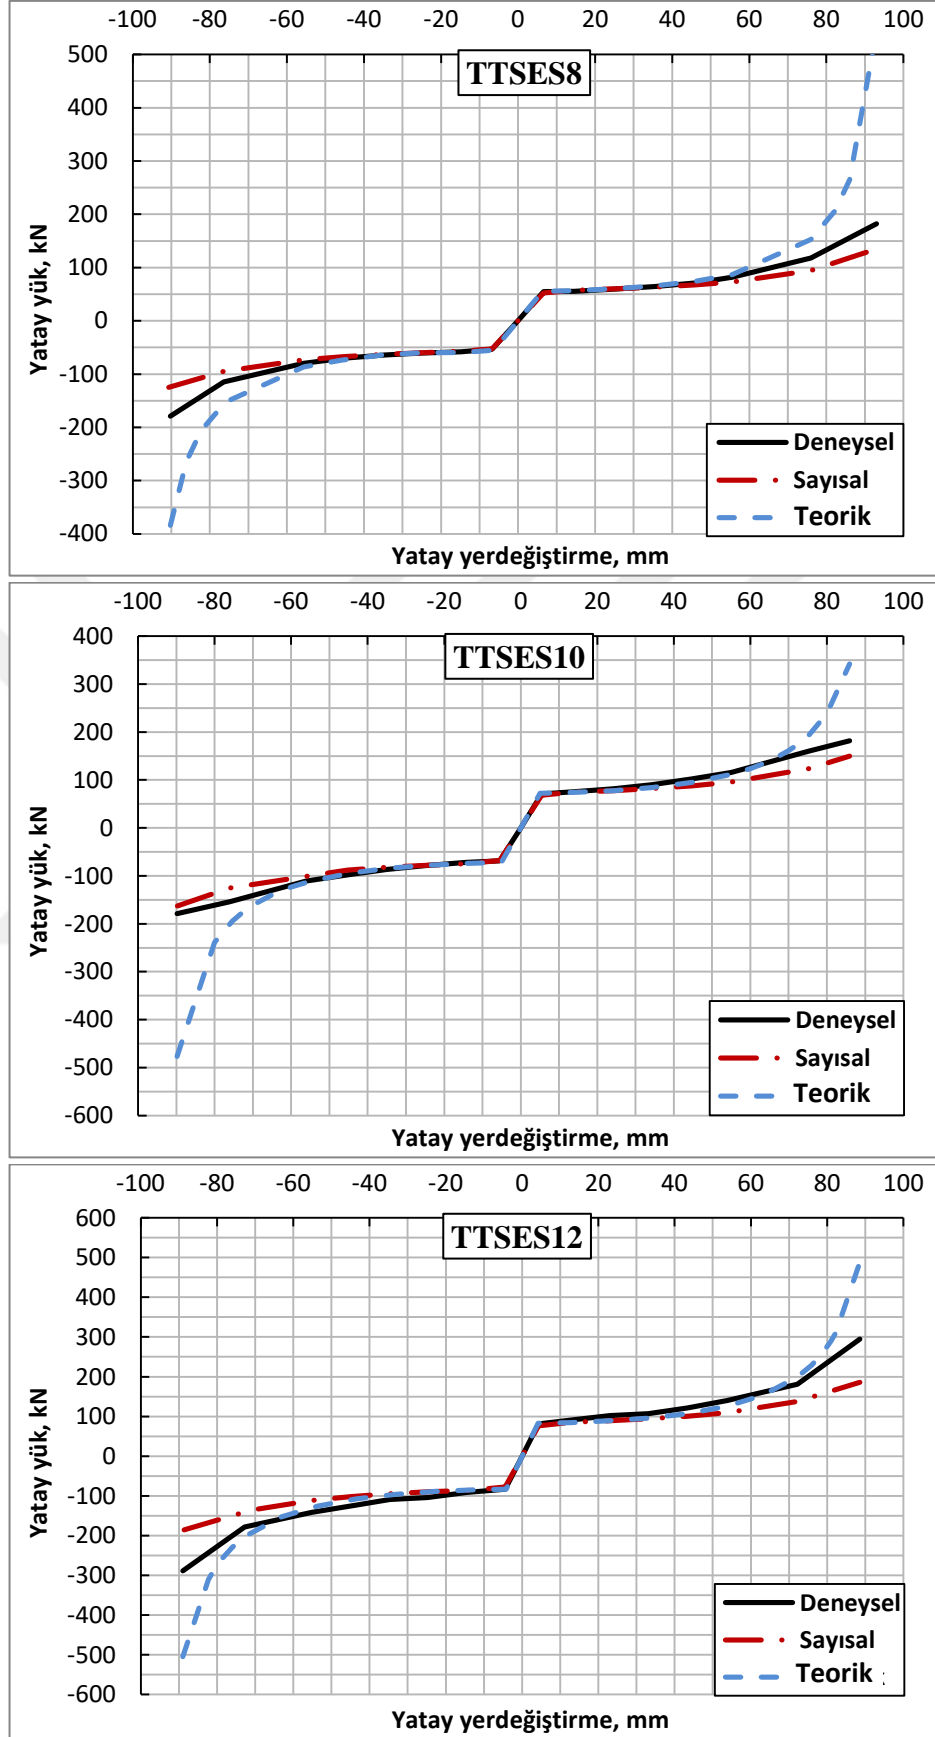 -100 -80 -60 -40 -20 0 20 40 60 80 100
500
TTSES8
400
300
200
100
0
-100
-200
-300
-400
Yatay yük, kN
Deneysel
Sayısal
Teorik
Yatay yerdeğiştirme, mm
-100 -80 -60 -40 -20 0 20 40 60 80 100
400
TTSES10
300
200
100
0
-100
-200
-300
-400
-500
-600
Yatay yük, kN
Deneysel
Sayısal
Teorik
Yatay yerdeğiştirme, mm
-100 -80 -60 -40 -20 0 20 40 60 80 100
600
TTSES12
500
400
300
200
100
0
-100
-200
-300
-400
-500
-600
Yatay yük, kN
Deneysel
Sayısal
Teorik
Yatay yerdeğiştirme, mm